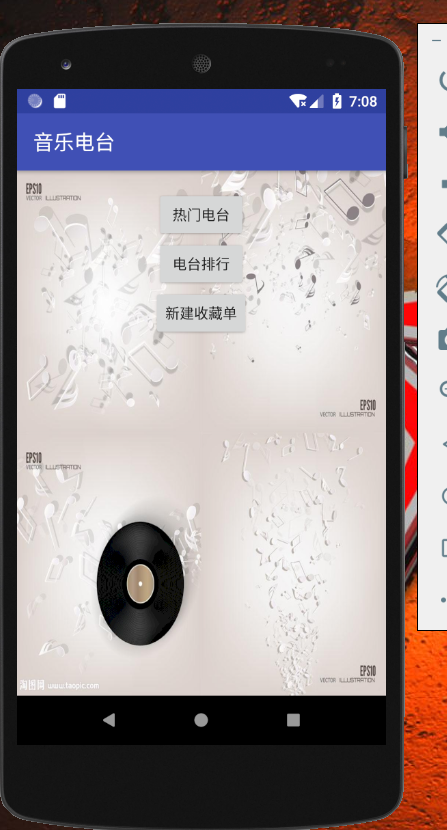 7:08
音乐电台
EPS10
VECTOR ILLUSTRATION
热门电台
电台排行
新建收藏单
EPS10
VECTOR ILLUSTRATION
EPS10
VECTOR ILLUSTRATION
EPS10
VECTOR ILLUSTRATION
淘图网 www.taopic.com